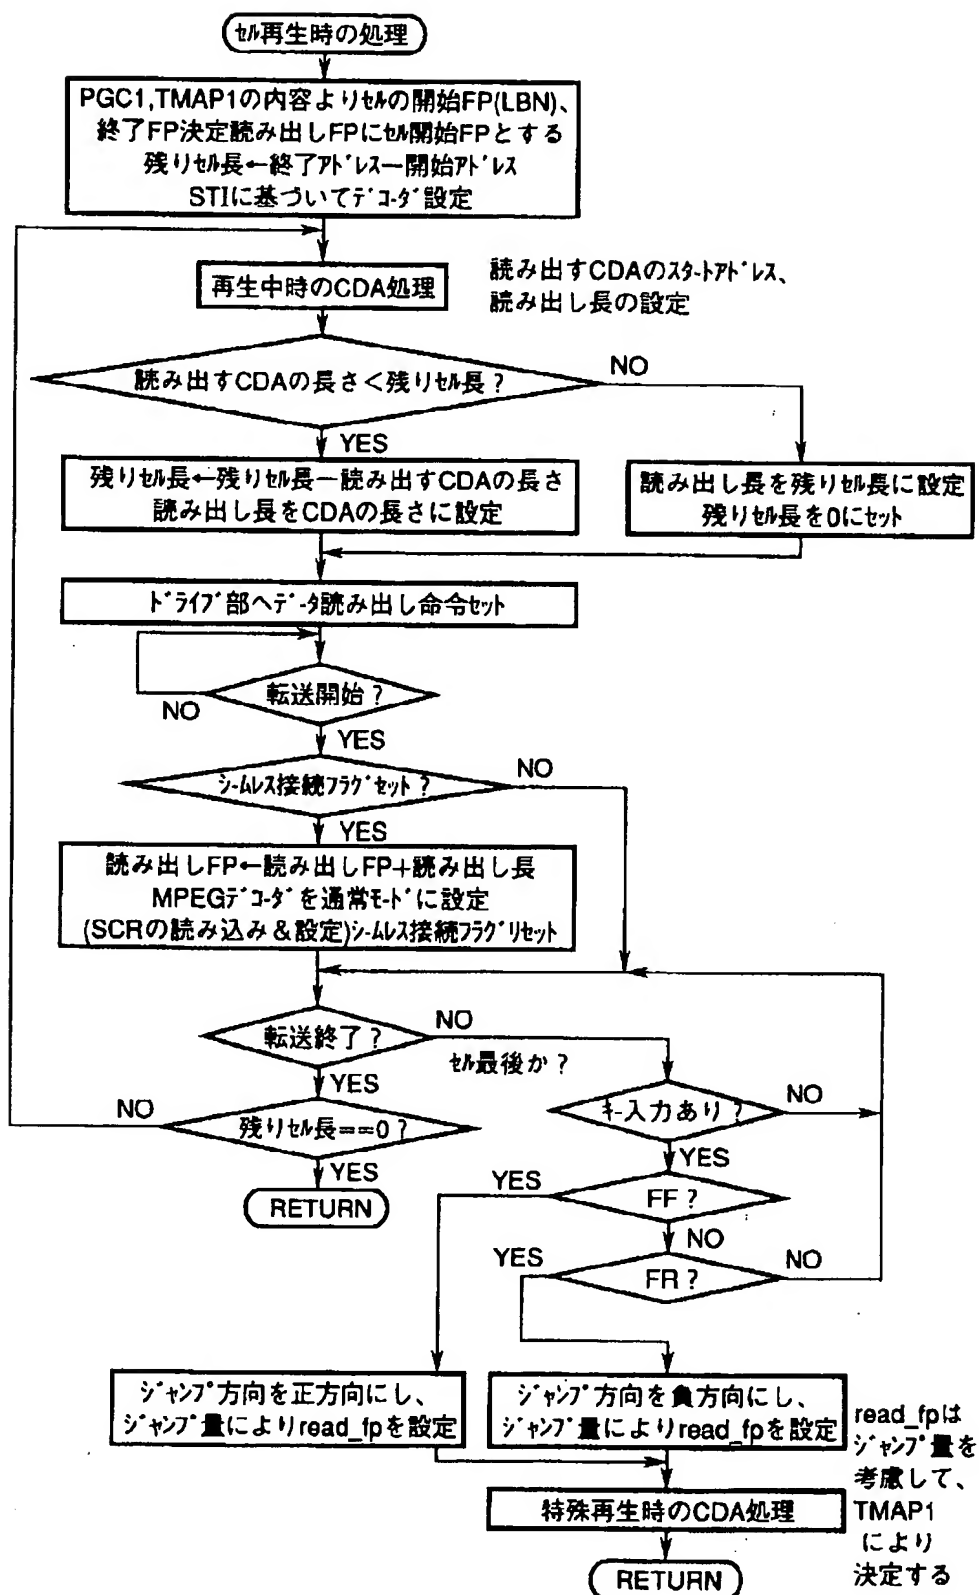 ｾﾙ再生時の処理
PGC1,TMAP1の内容よりｾﾙの開始FP(LBN)、
終了FP決定読み出しFPにｾﾙ開始FPとする
残りｾﾙ長←終了ｱﾄﾞﾚｽー開始ｱﾄﾞﾚｽ
STIに基づいてﾃﾞｺｰﾀﾞ設定
再生中時のCDA処理
読み出すCDAのｽﾀｰﾄｱﾄﾞﾚｽ、
読み出し長の設定
読み出すCDAの長さ＜残りｾﾙ長？
NO
YES
残りｾﾙ長←残りｾﾙ長ー読み出すCDAの長さ
読み出し長をCDAの長さに設定
読み出し長を残りｾﾙ長に設定
残りｾﾙ長を0にｾｯﾄ
ﾄﾞﾗｲﾌﾞ部へﾃﾞｰﾀ読み出し命令ｾｯﾄ
転送開始？
NO
YES
ｼｰﾑﾚｽ接続ﾌﾗｸﾞｾｯﾄ？
NO
YES
読み出しFP←読み出しFP+読み出し長
MPEGﾃﾞｺｰﾀﾞを通常ﾓｰﾄﾞに設定
(SCRの読み込み＆設定)ｼｰﾑﾚｽ接続ﾌﾗｸﾞﾘｾｯﾄ
転送終了？
NO
YES
ｾﾙ最後か？
残りｾﾙ長==0？
NO
YES
RETURN
ｷｰ入力あり？
NO
YES
FF？
YES
NO
FR？
YES
NO
ｼﾞｬﾝﾌﾟ方向を正方向にし、
ｼﾞｬﾝﾌﾟ量によりread_fpを設定
ｼﾞｬﾝﾌﾟ方向を負方向にし、
ｼﾞｬﾝﾌﾟ量によりread_fpを設定
read_fpは
ｼﾞｬﾝﾌﾟ量を
考慮して、
TMAP1
により
決定する
特殊再生時のCDA処理
RETURN